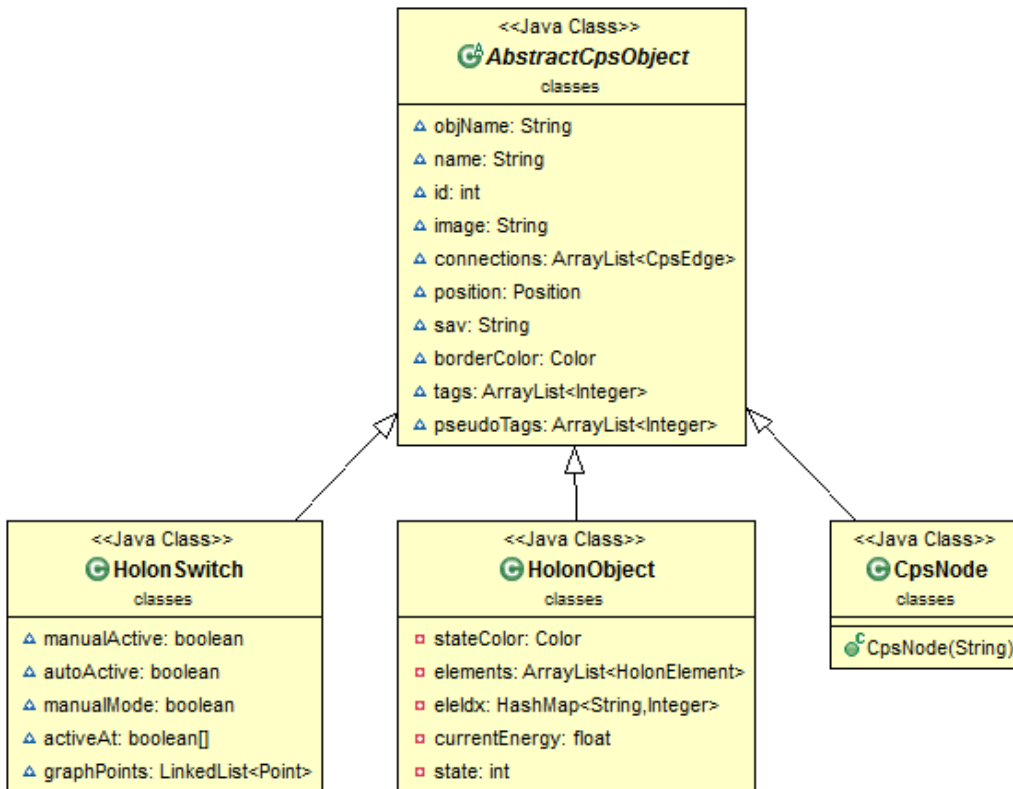 <<Java Class>>
AbstractCpsObject
classes
objName: String
name: String
id: int
image: String
connections: ArrayList<CpsEdge>
position: Position
sav: String
borderColor: Color
tags: ArrayList<Integer>
pseudoTags: ArrayList<Integer>
<<Java Class>>
HolonSwitch
classes
manualActive: boolean
autoActive: boolean
manualMode: boolean
activeAt: boolean[]
graphPoints: LinkedList<Point>
<<Java Class>>
HolonObject
classes
stateColor: Color
elements: ArrayList<HolonElement>
eleIdx: HashMap<String,Integer>
currentEnergy: float
state: int
<<Java Class>>
CpsNode
classes
CpsNode(String)